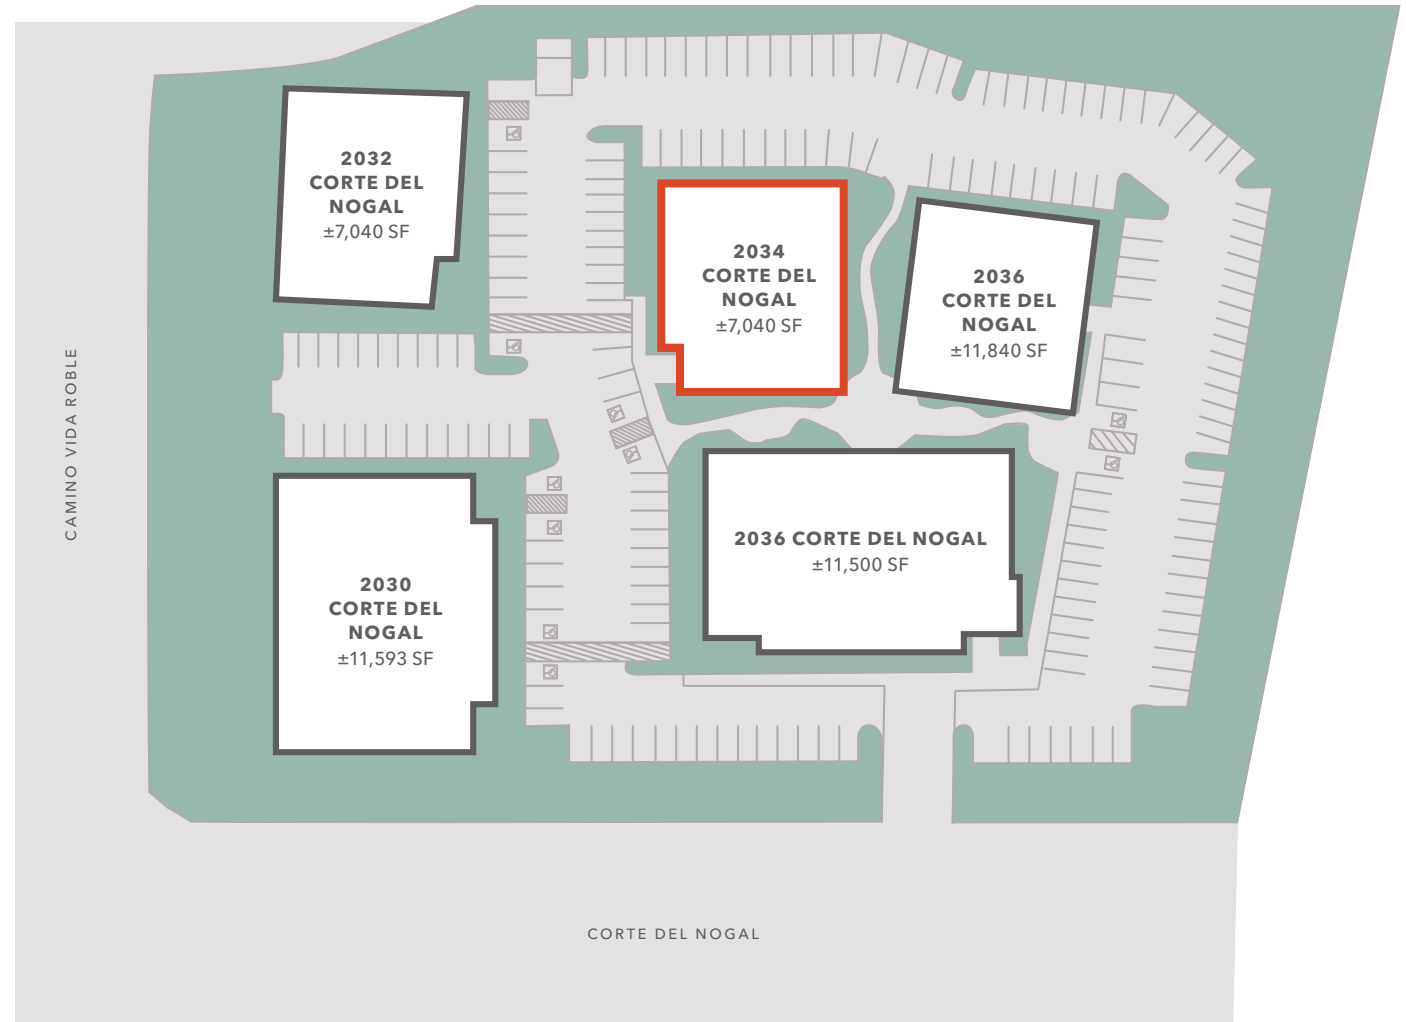 2032
CORTE DEL
NOGAL
±7,040 SF
2034
CORTE DEL
NOGAL
±7,040 SF
2036
CORTE DEL
NOGAL
±11,840 SF
CAMINO VIDA ROBLE
2030
CORTE DEL
NOGAL
±11,593 SF
2036 CORTE DEL NOGAL
±11,500 SF
CORTE DEL NOGAL